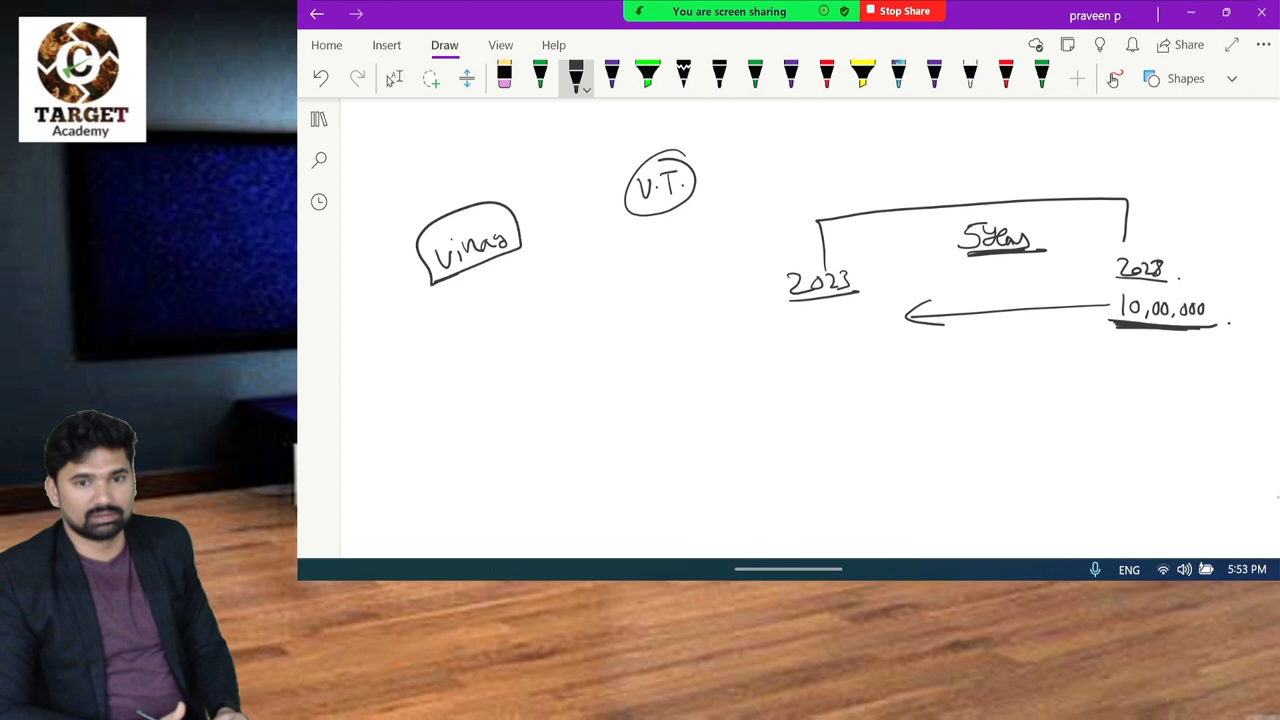 TARGET
Academy
You are screen sharing
Stop Share
praveen p
Home Insert Draw View Help
Share
Shapes
V.T.
Vinay
5 Years
2023
2028.
10,00,000.
ENG
5:53 PM